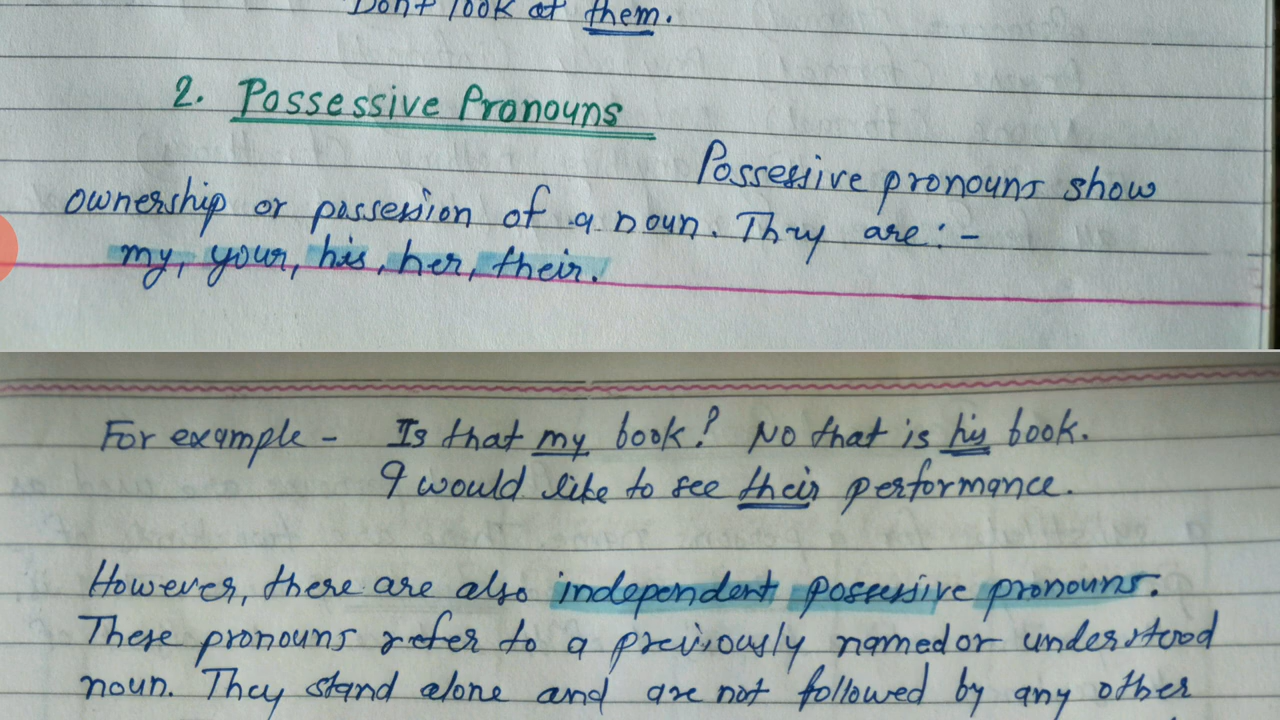 Don't look at them.
2. Possessive Pronouns
Possessive pronouns show
ownership or possession of a noun. They are:-
my, your, his, her, their.
For example - Is that my book? No that is his book.
I would like to see their performance.
However, there are also independent possessive pronouns.
These pronouns refer to a previously named or understood
noun. They stand alone and are not followed by any other